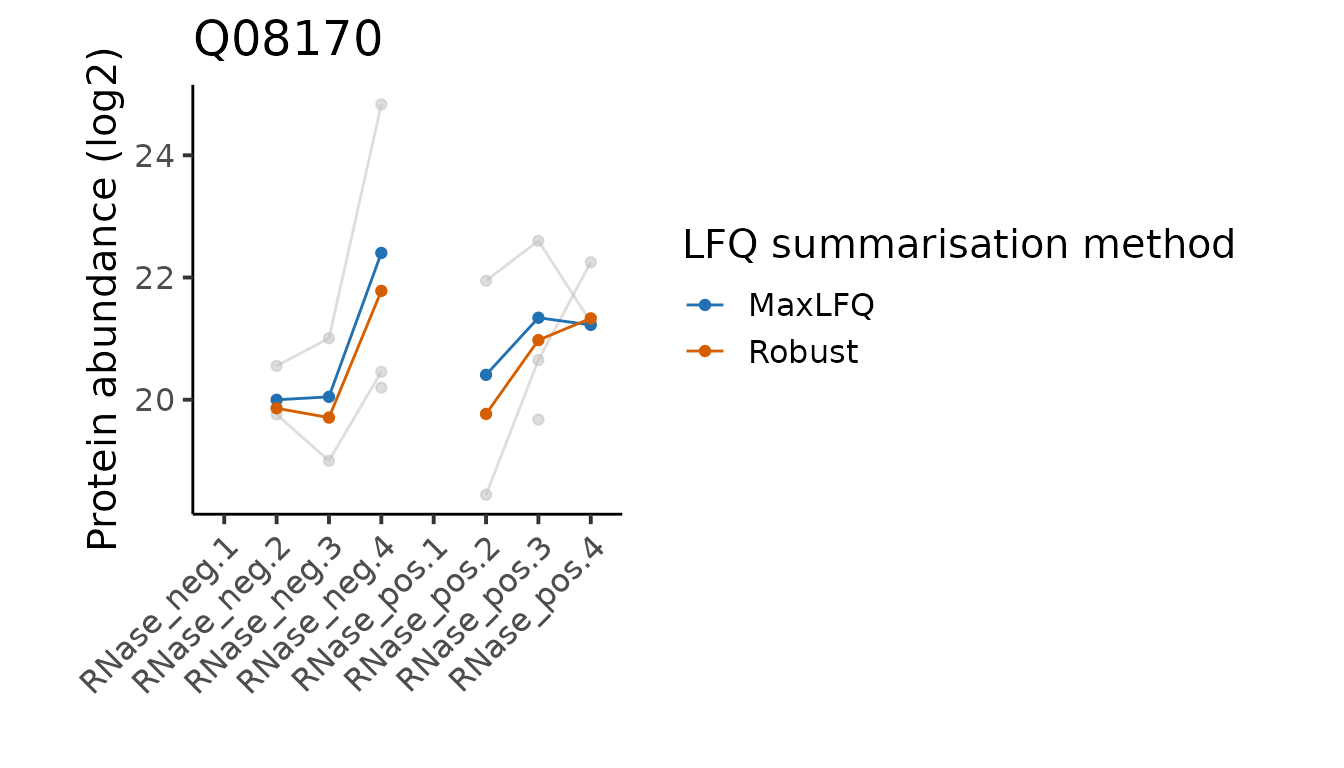 Q08170
Protein abundance (log2)
24
22
20
RNase_neg.1
RNase_neg.2
RNase_neg.3
RNase_neg.4
RNase_pos.1
RNase_pos.2
RNase_pos.3
RNase_pos.4
LFQ summarisation method
MaxLFQ
Robust